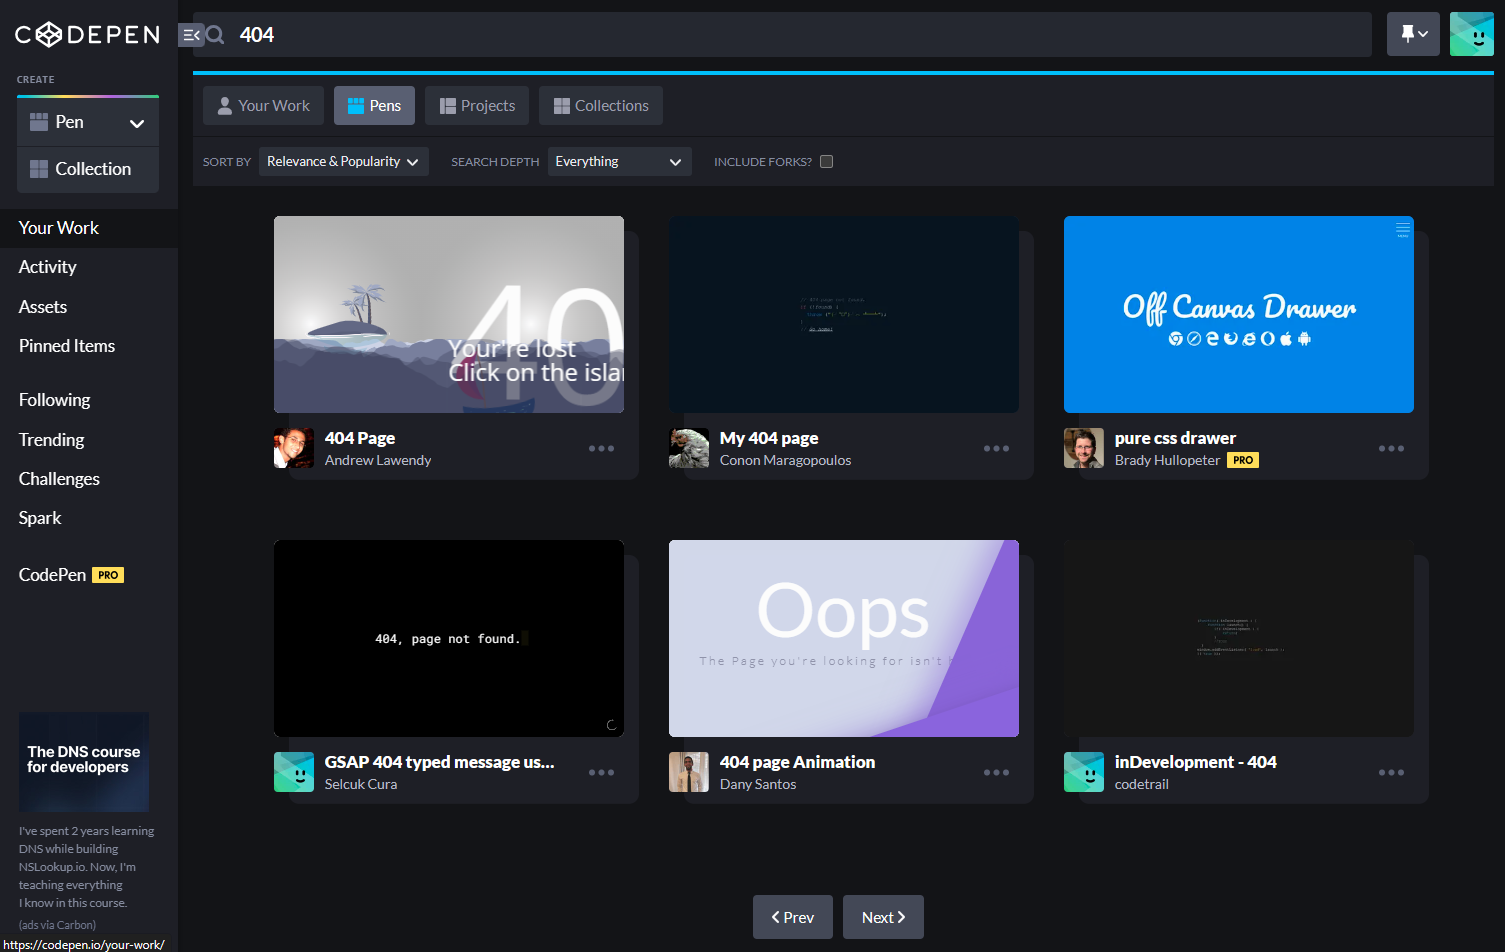 CODEPEN
404
CREATE
Pen
Collection
Your Work
Activity
Assets
Pinned Items
Following
Trending
Challenges
Spark
CodePen PRO
The DNS course
for developers
I've spent 2 years learning
DNS while building
NSLookup.io. Now, I'm
teaching everything
I know in this course.
(ads via Carbon)
https://codepen.io/your-work/
Your Work
Pens
Projects
Collections
SORT BY
Relevance & Popularity
SEARCH DEPTH
Everything
INCLUDE FORKS?
40
Your're lost
Click on the islan
404 Page
Andrew Lawendy
My 404 page
Conon Maragopoulos
Off Canvas Drawer
pure css drawer
Brady Hullopeter PRO
404, page not found.
GSAP 404 typed message us...
Selcuk Cura
Oops
The Page you're looking for isn't
404 page Animation
Dany Santos
inDevelopment - 404
codetrail
Prev
Next